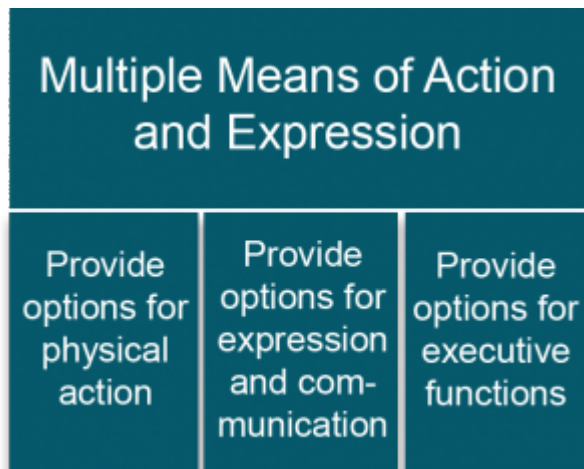 Multiple Means of Action
and Expression
Provide
options for
physical
action
Provide
options for
expression
and com-
munication
Provide
options for
executive
functions